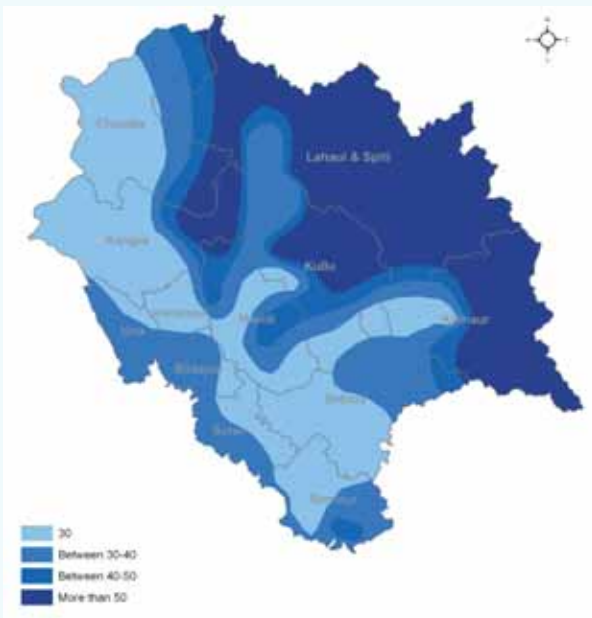 N
Chamba
Lahaul & Spiti
Kangra
Kullu
Mandi
Kinnaur
Una
Shimla
Solan
Sirmaur
30
Between 30-40
Between 40-50
More than 50